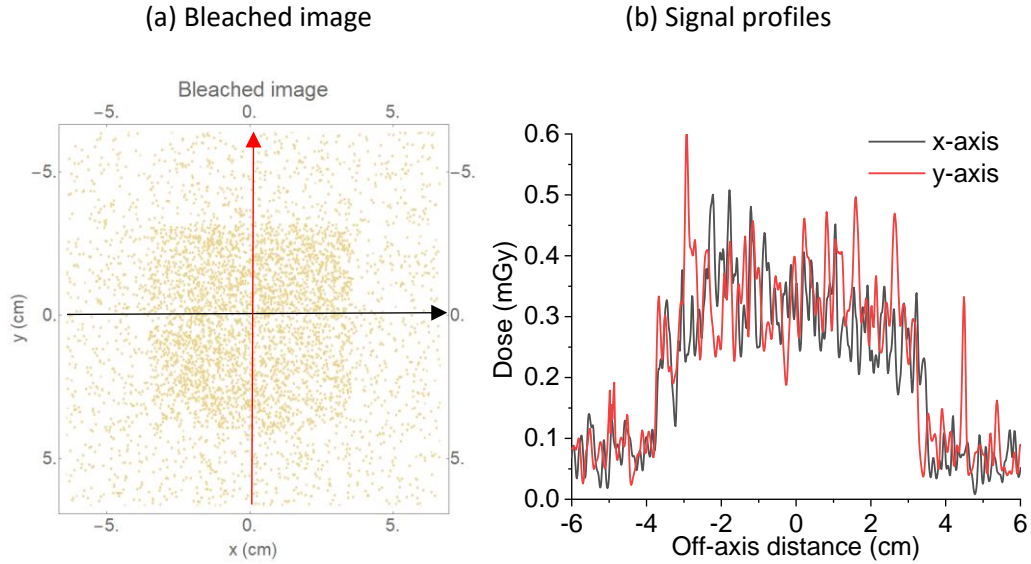 (a) Bleached image
(b) Signal profiles
Bleached image
−5. 0. 5.
−5. −5.
y (cm)
0. 0.
5. 5.
−5. 0. 5.
x (cm)
0.6
0.5
0.4
0.3
0.2
0.1
0.0
Dose (mGy)
x-axis
y-axis
-6 -4 -2 0 2 4 6
Off-axis distance (cm)